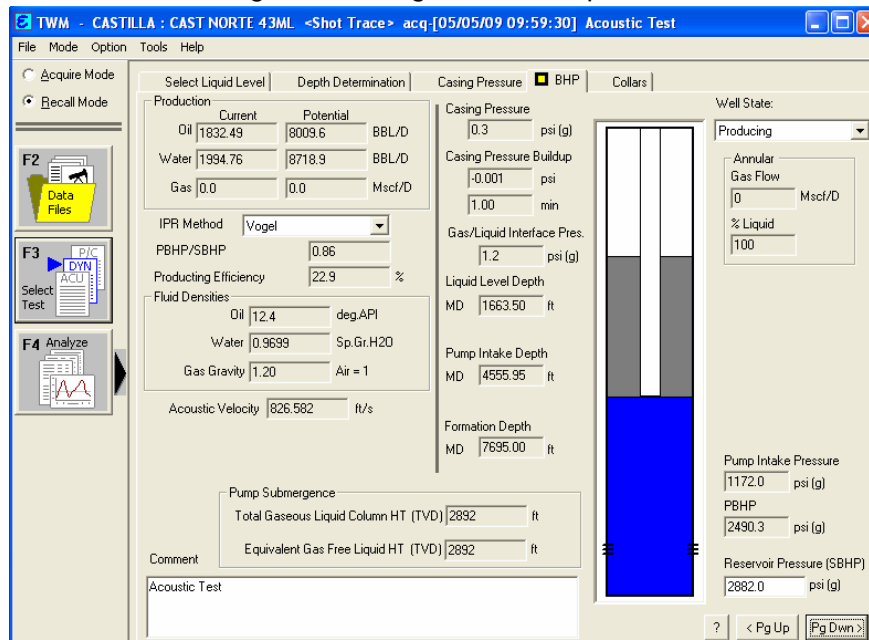 TWM - CASTILLA : CAST NORTE 43ML <Shot Trace> acq-[05/05/09 09:59:30] Acoustic Test
File Mode Option Tools Help
Acquire Mode
Recall Mode
F2
Data Files
F3
P/C
DYN
ACU
Select Test
F4 Analyze
Select Liquid Level Depth Determination Casing Pressure BHP Collars
Production
Current Potential
Oil 1832.49 8009.6 BBL/D
Water 1994.76 8718.9 BBL/D
Gas 0.0 0.0 Mscf/D
IPR Method Vogel
PBHP/SBHP 0.86
Producting Efficiency 22.9 %
Fluid Densities
Oil 12.4 deg.API
Water 0.9699 Sp.Gr.H2O
Gas Gravity 1.20 Air = 1
Acoustic Velocity 826.582 ft/s
Casing Pressure
0.3 psi (g)
Casing Pressure Buildup
-0.001 psi
1.00 min
Gas/Liquid Interface Pres.
1.2 psi (g)
Liquid Level Depth
MD 1663.50 ft
Pump Intake Depth
MD 4555.95 ft
Formation Depth
MD 7695.00 ft
Pump Submergence
Total Gaseous Liquid Column HT (TVD) 2892 ft
Equivalent Gas Free Liquid HT (TVD) 2892 ft
Comment
Acoustic Test
Well State:
Producing
Annular
Gas Flow
0 Mscf/D
% Liquid
100
Pump Intake Pressure
1172.0 psi (g)
PBHP
2490.3 psi (g)
Reservoir Pressure (SBHP)
2882.0 psi (g)
? < Pg Up Pg Dwn >